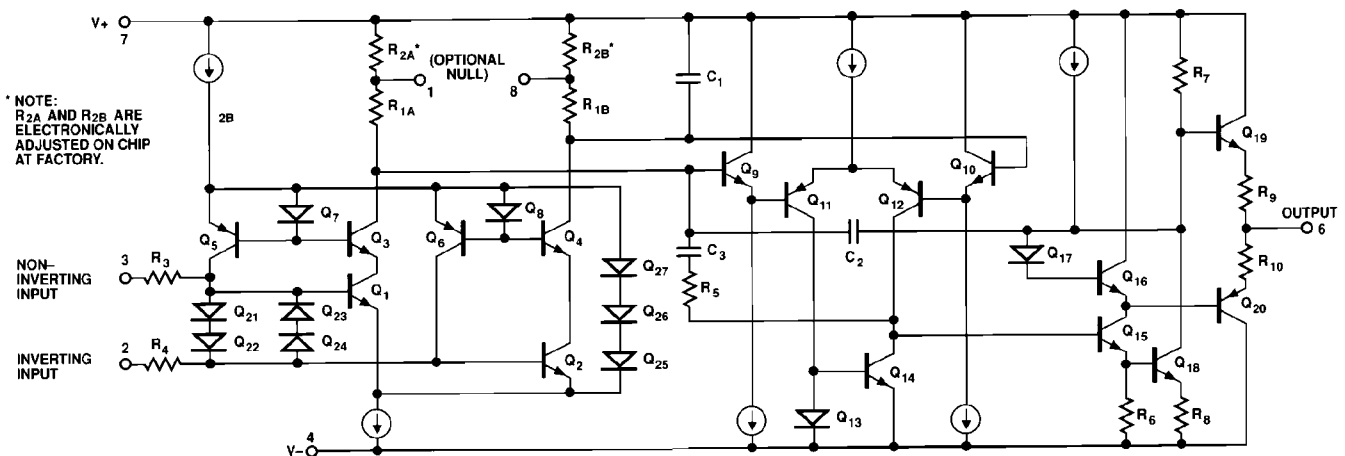 V+
7
* NOTE:
R2A AND R2B ARE
ELECTRONICALLY
ADJUSTED ON CHIP
AT FACTORY.
2B
R2A*
(OPTIONAL
NULL)
1
8
R2B*
R1A
R1B
C1
R7
Q19
Q9
Q10
Q7
Q8
Q11
Q12
R9
OUTPUT
6
Q5
Q3
Q6
Q4
C3
C2
Q17
Q16
R10
NON–
INVERTING
INPUT
3
R3
Q1
Q27
R5
Q21
Q23
Q26
Q15
Q20
Q22
Q24
INVERTING
INPUT
2
R4
Q2
Q25
Q14
Q18
Q13
R6
R8
V–
4